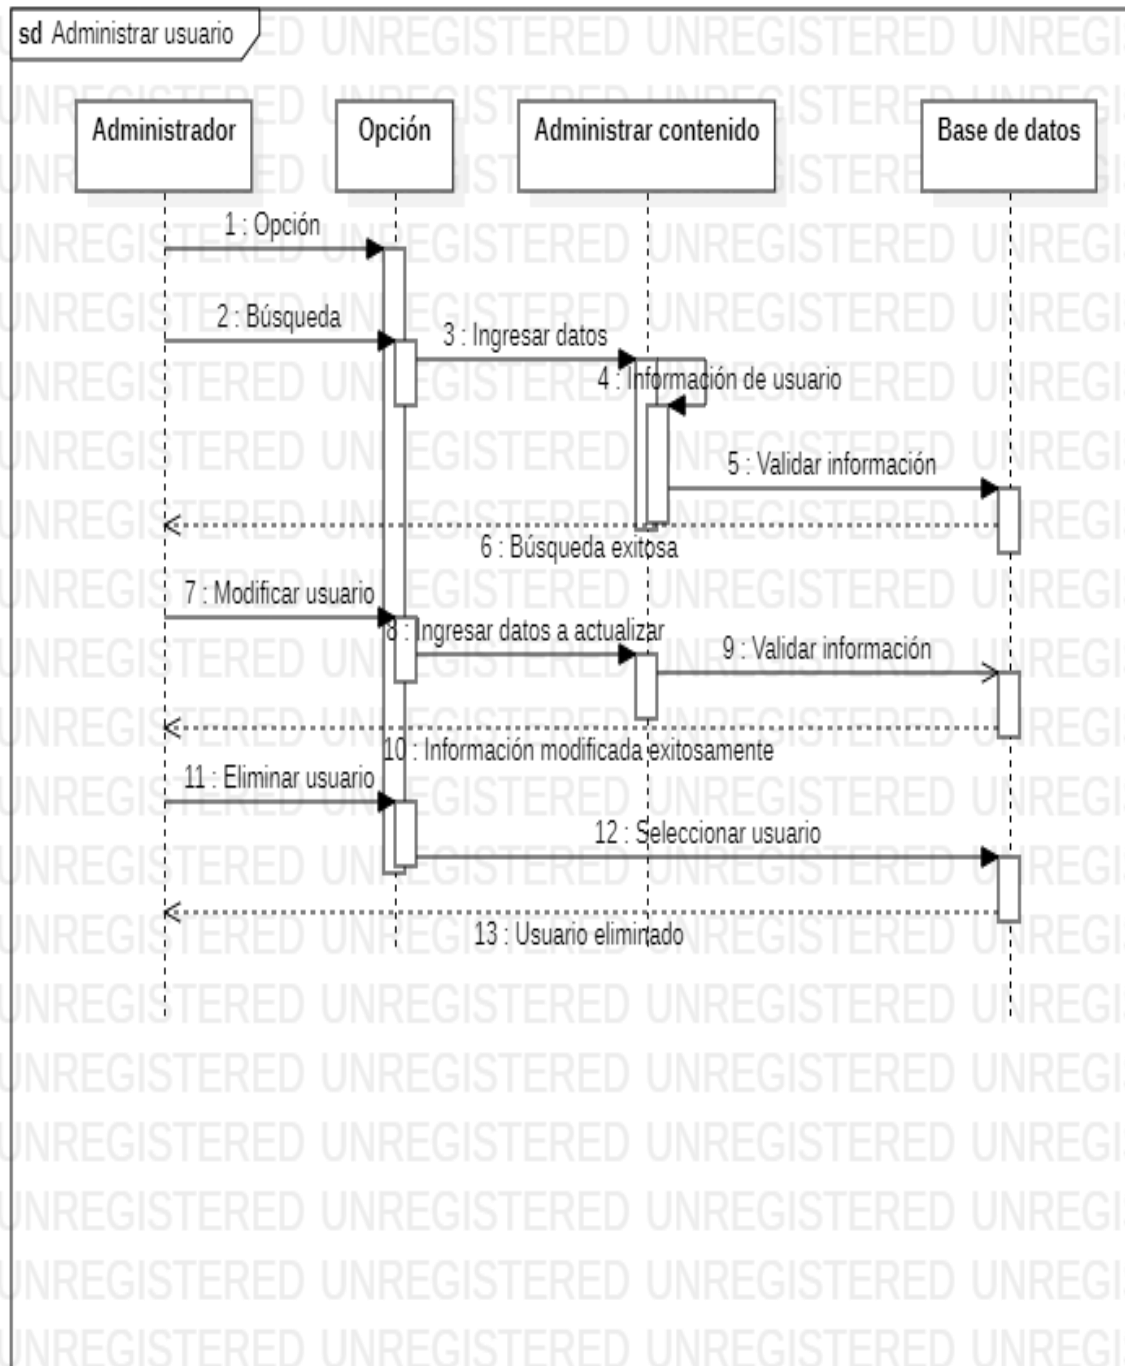 sd Administrar usuario
Administrador
Opción
Administrar contenido
Base de datos
1 : Opción
2 : Búsqueda
3 : Ingresar datos
4 : Información de usuario
5 : Validar información
6 : Búsqueda exitosa
7 : Modificar usuario
8 : Ingresar datos a actualizar
9 : Validar información
10 : Información modificada exitosamente
11 : Eliminar usuario
12 : Seleccionar usuario
13 : Usuario eliminado
UNREGISTERED